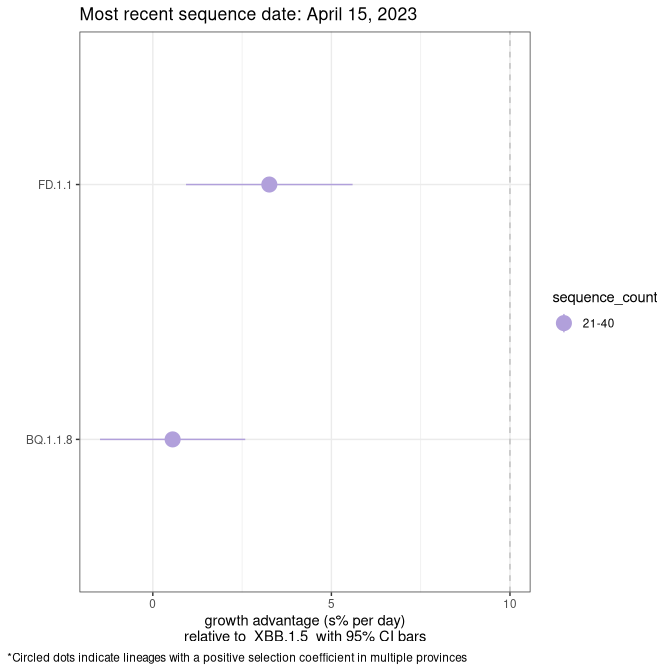 Most recent sequence date: April 15, 2023
FD.1.1
sequence_count
21-40
BQ.1.1.8
0 5 10
growth advantage (s% per day)
relative to XBB.1.5 with 95% CI bars
*Circled dots indicate lineages with a positive selection coefficient in multiple provinces